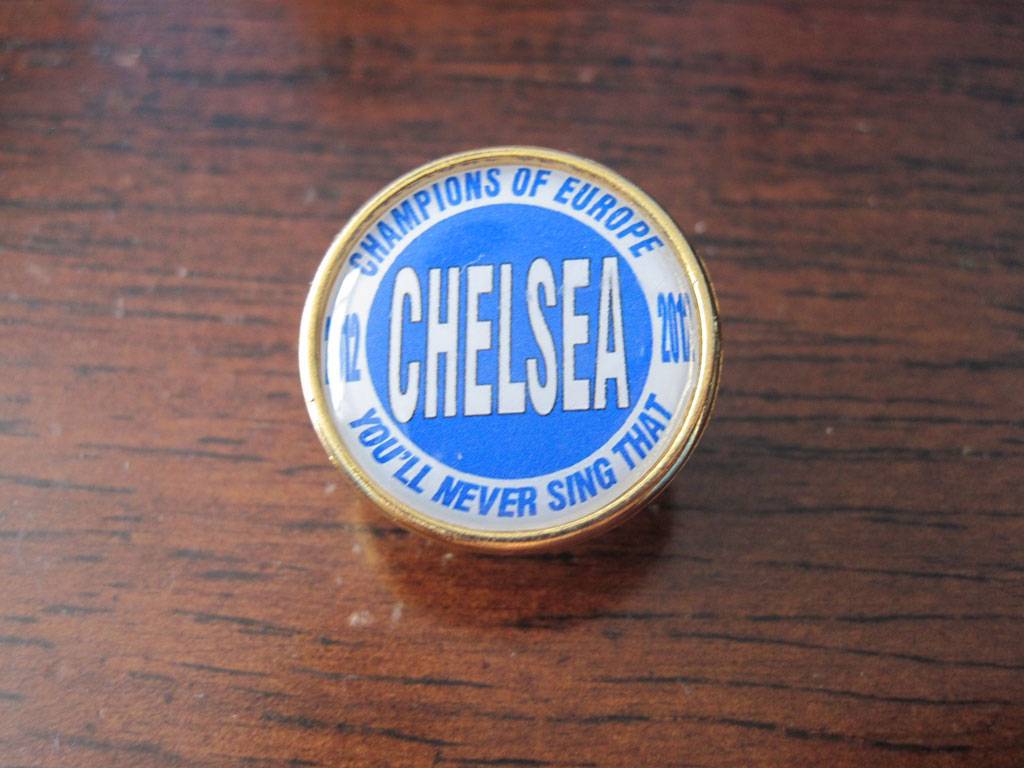 CHAMPIONS OF EUROPE
CHELSEA
YOU'LL NEVER SING THAT